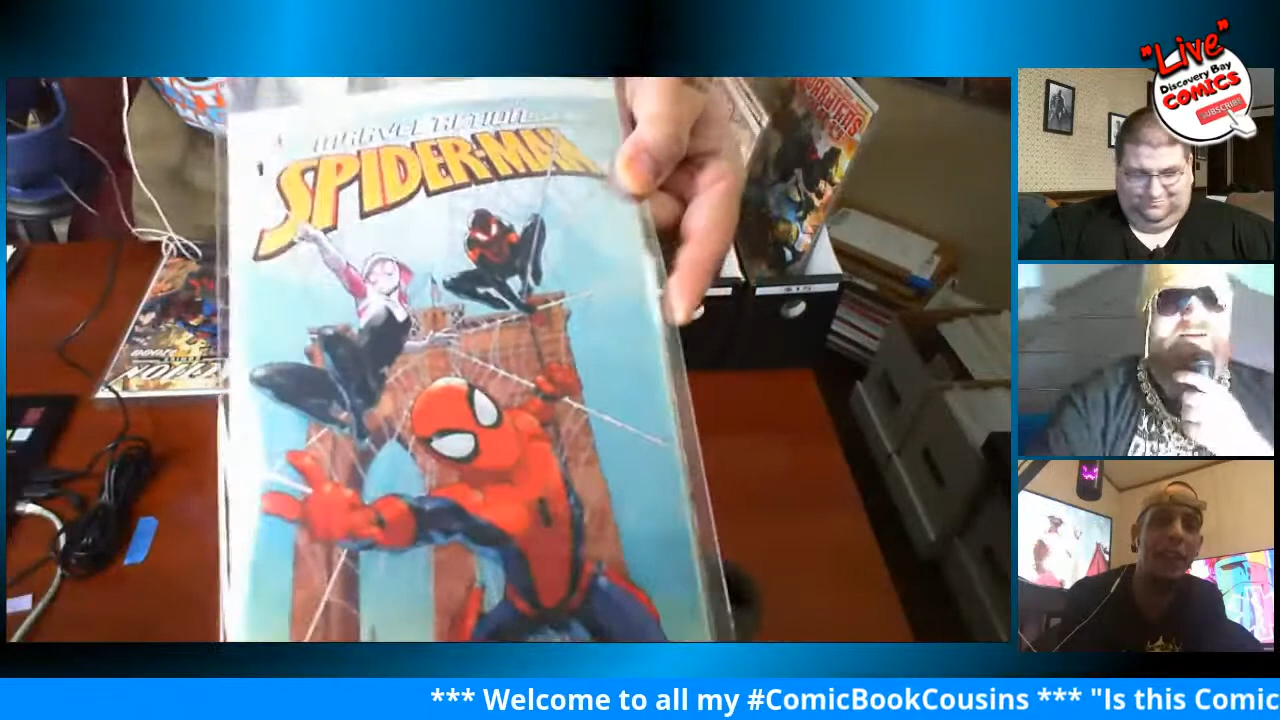 "Live"
Discovery Bay
COMICS
SUBSCRIBE
MARVEL ACTION
SPIDER-MAN
*** Welcome to all my #ComicBookCousins *** "Is this Comic